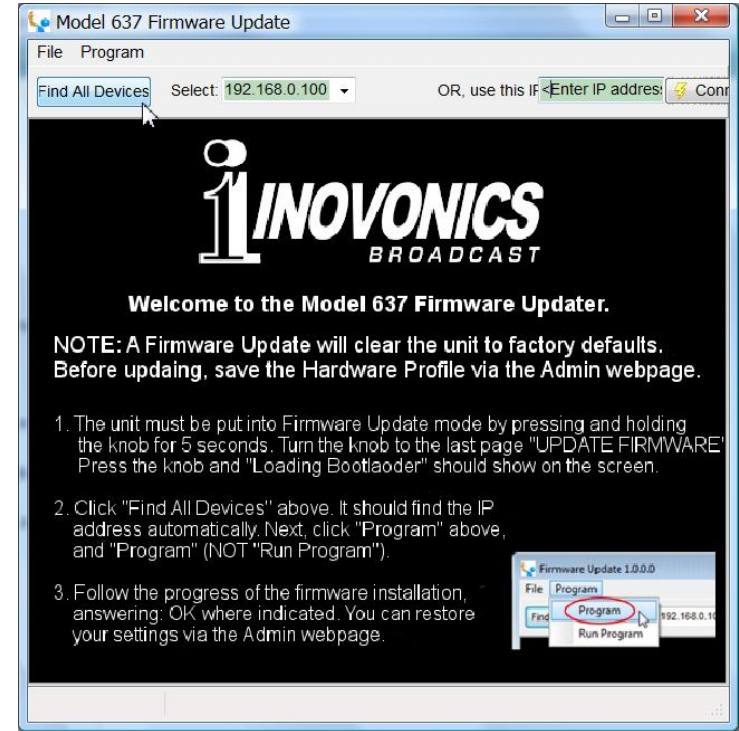 Model 637 Firmware Update
File Program
Find All Devices Select: 192.168.0.100 OR, use this IP <Enter IP address Conn
INOVONICS
BROADCAST
Welcome to the Model 637 Firmware Updater.
NOTE: A Firmware Update will clear the unit to factory defaults.
Before updaing, save the Hardware Profile via the Admin webpage.
1. The unit must be put into Firmware Update mode by pressing and holding
the knob for 5 seconds. Turn the knob to the last page "UPDATE FIRMWARE"
Press the knob and "Loading Bootlaoder" should show on the screen.
2. Click "Find All Devices" above. It should find the IP
address automatically. Next, click "Program" above,
and "Program" (NOT "Run Program").
3. Follow the progress of the firmware installation,
answering: OK where indicated. You can restore
your settings via the Admin webpage.
Firmware Update 1.0.0.0
File Program
Find Program 192.168.0.10
Run Program